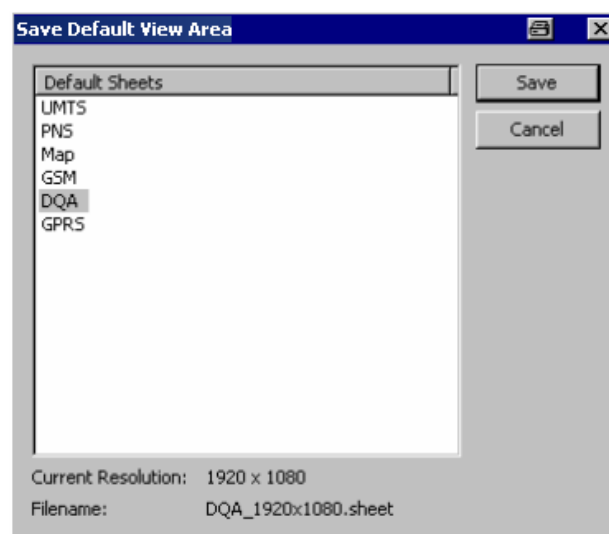 Save Default View Area
Default Sheets
Save
UMTS
PNS
Cancel
Map
GSM
DQA
GPRS
Current Resolution: 1920 x 1080
Filename: DQA_1920x1080.sheet